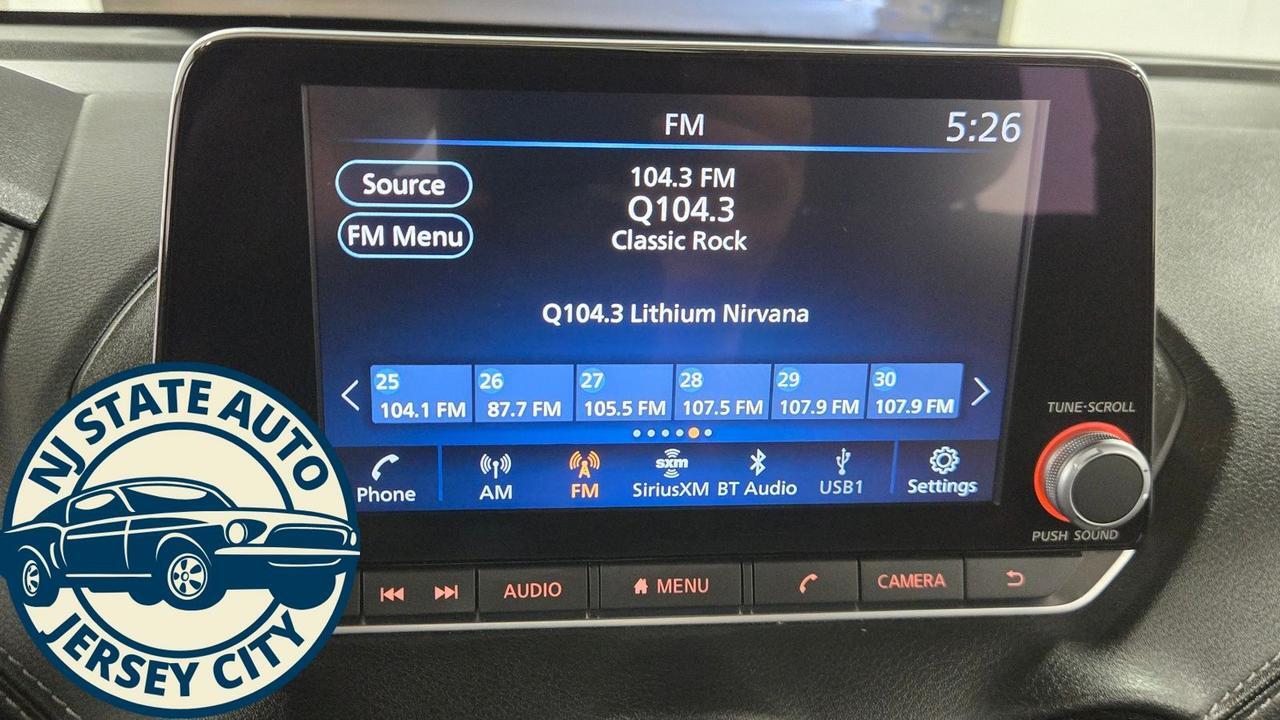 FM
5:26
Source
104.3 FM
Q104.3
FM Menu
Classic Rock
Q104.3 Lithium Nirvana
25
104.1 FM
26
87.7 FM
27
105.5 FM
28
107.5 FM
29
107.9 FM
30
107.9 FM
Phone
AM
FM
sxm
SiriusXM
BT Audio
USB1
Settings
TUNE·SCROLL
PUSH SOUND
AUDIO
MENU
CAMERA
NJ STATE AUTO
JERSEY CITY